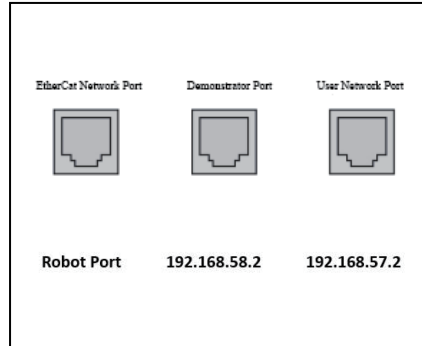 EtherCat Network Port Demonstrator Port User Network Port
Robot Port 192.168.58.2 192.168.57.2